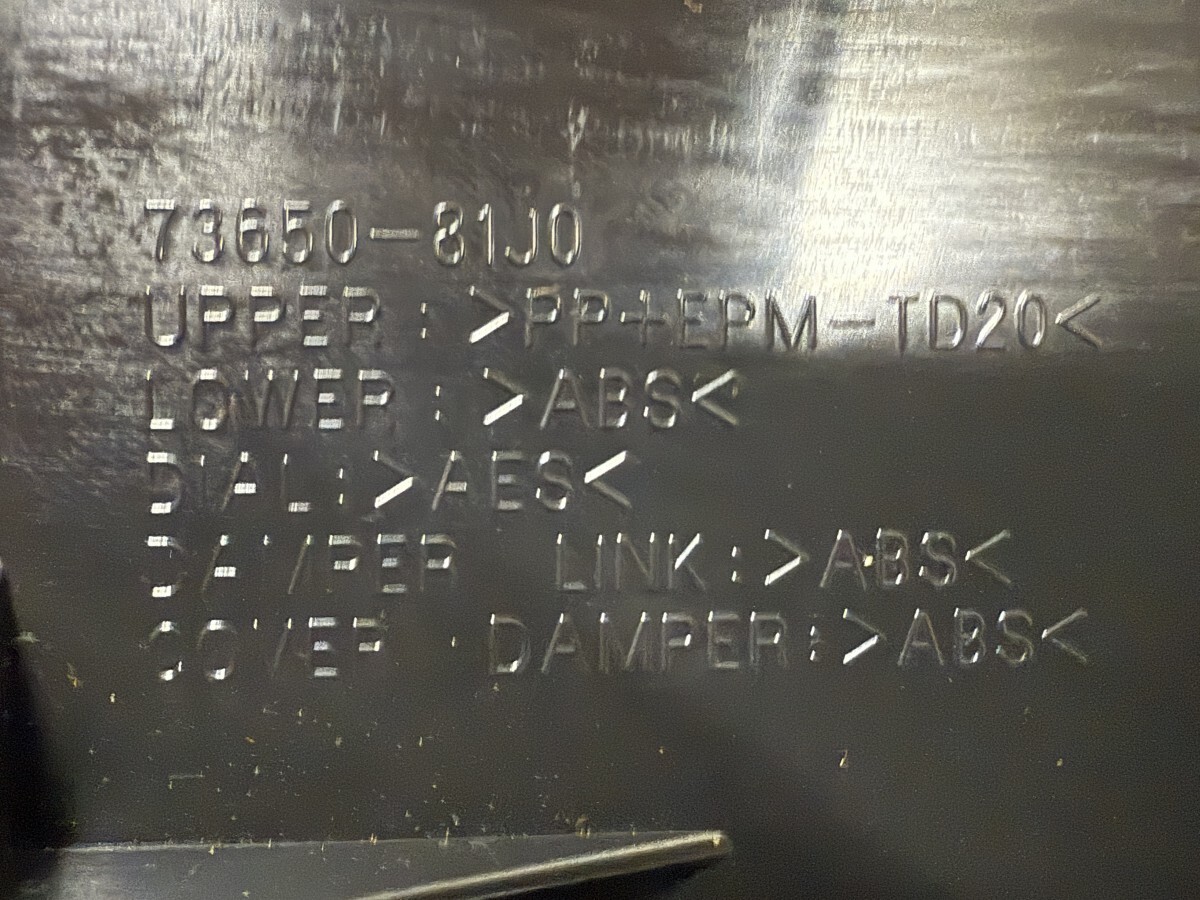 73650-81J0
UPPER : >PP+EPM-TD20<
LOWER : >ABS<
DIAL:>ABS<
DAMPER LINK:>ABS<
COVER DAMPER:>ABS<